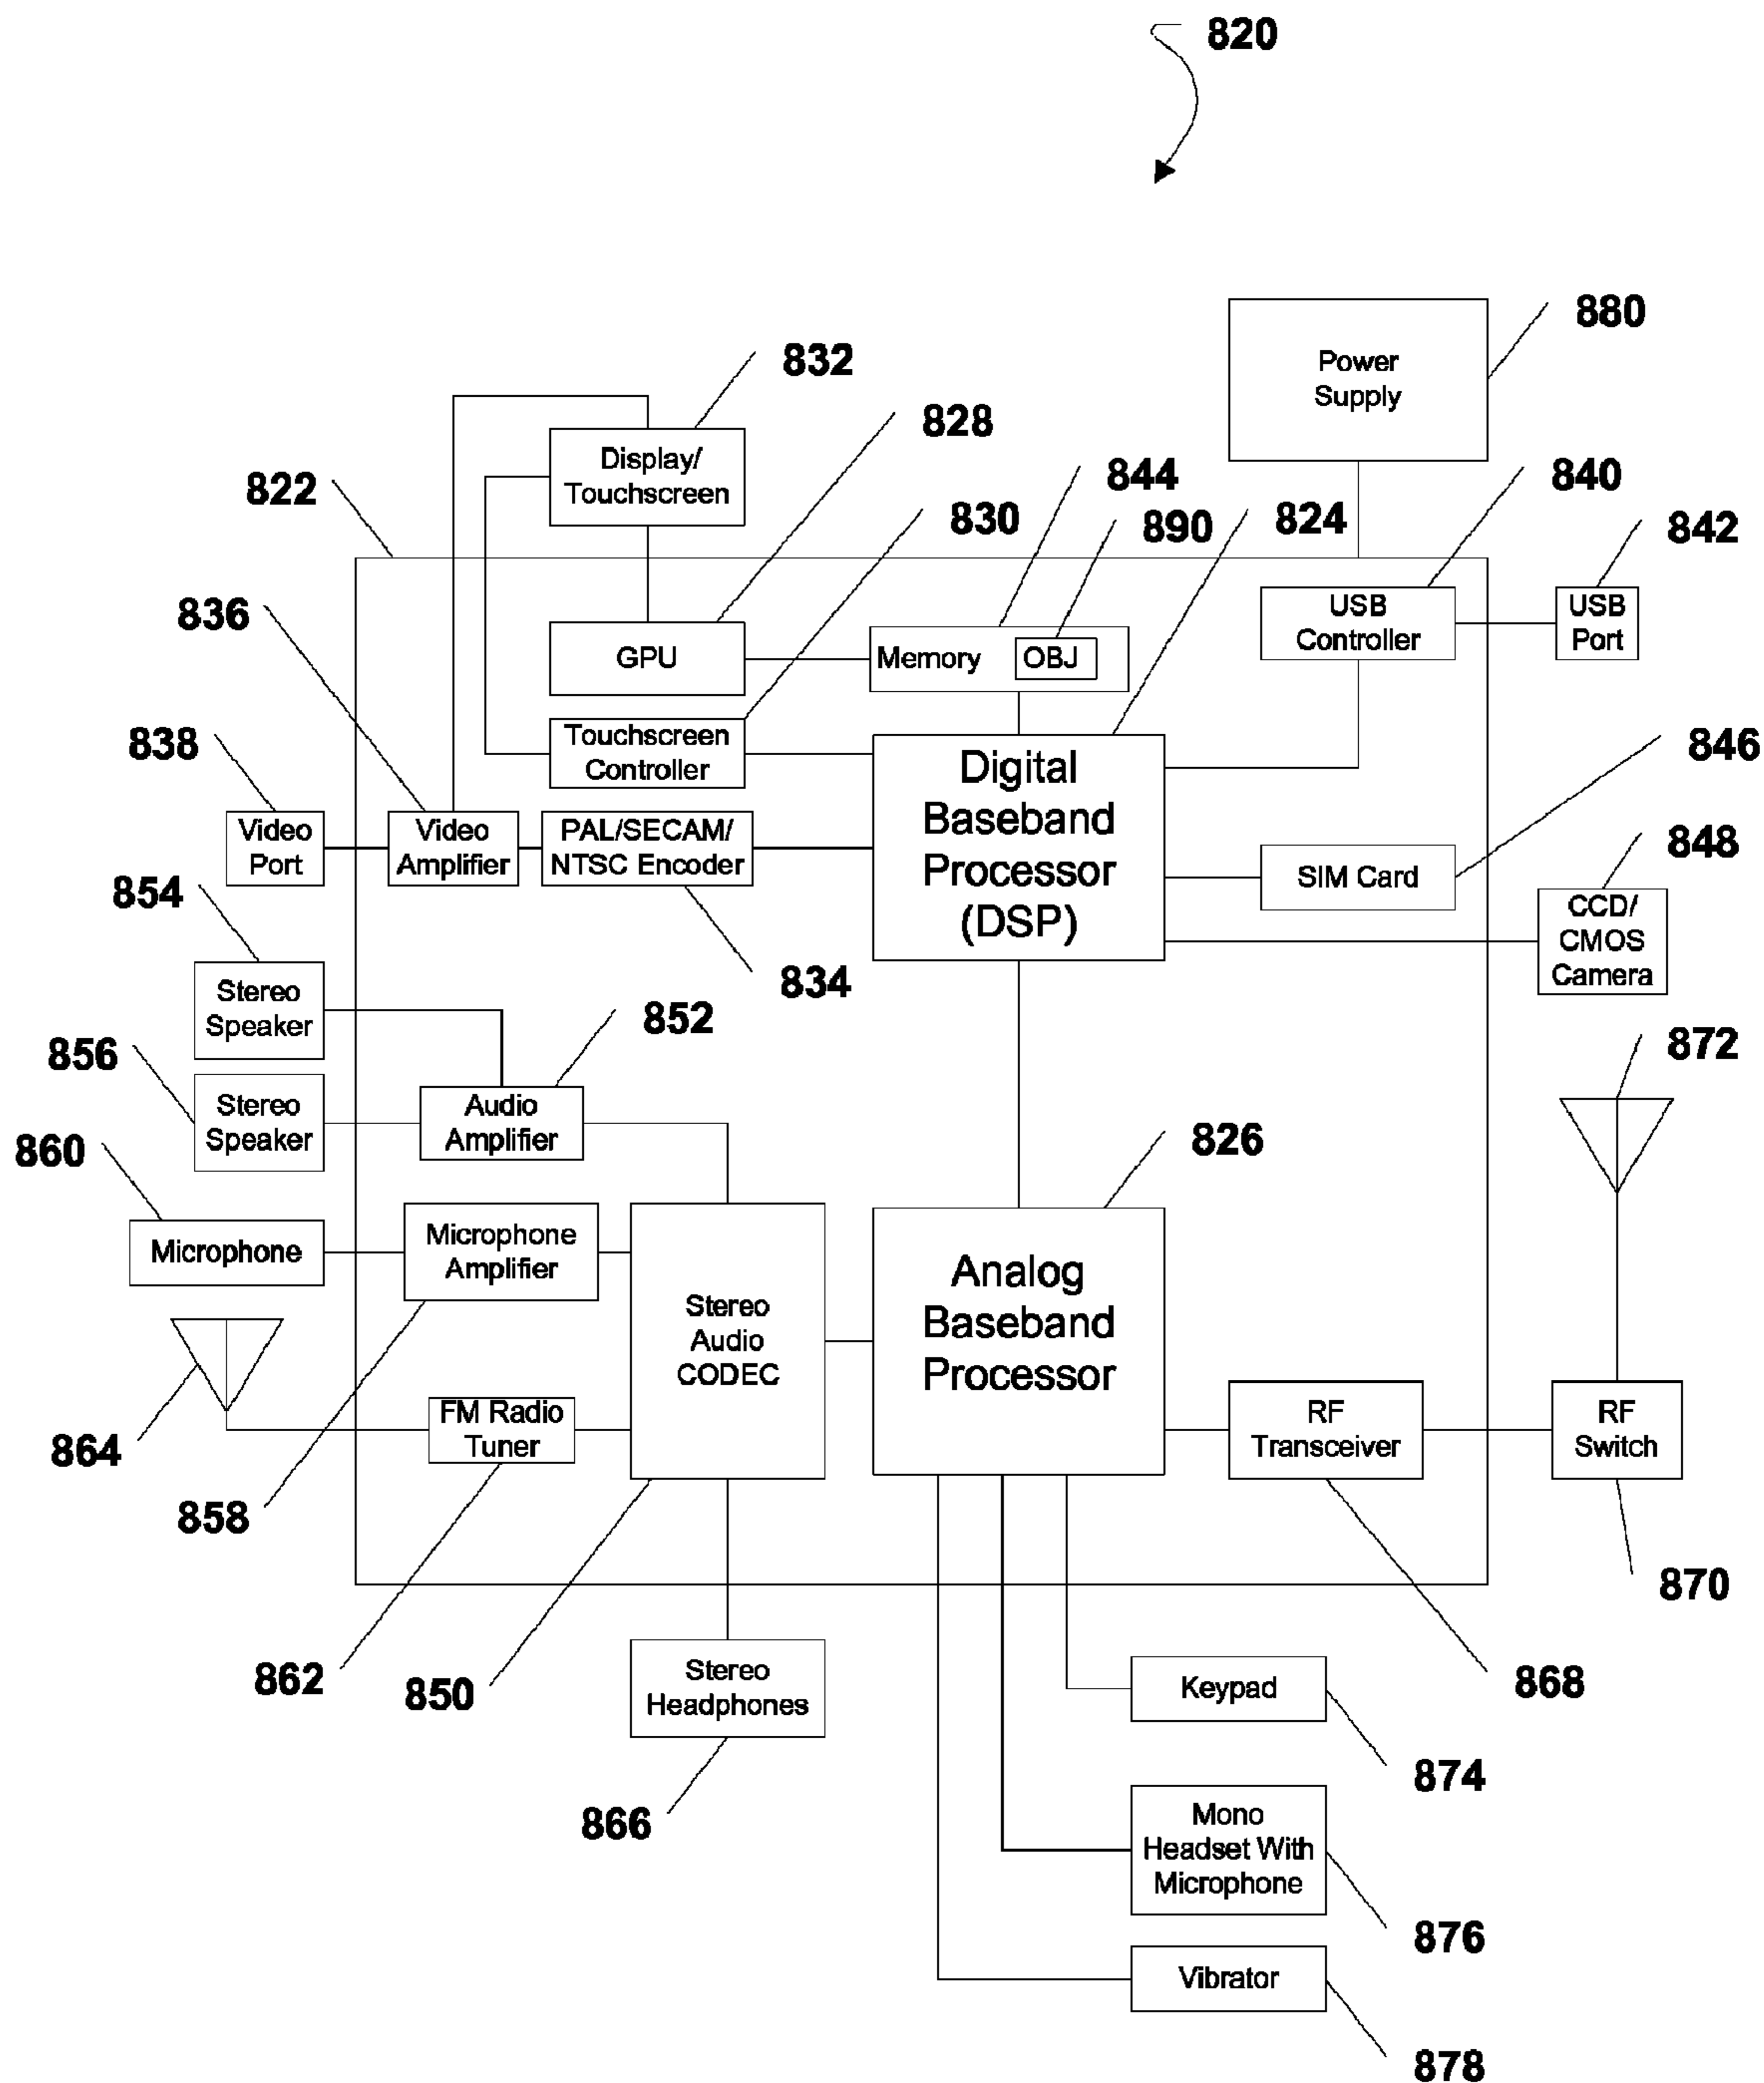 820
880
Power
Supply
832
828
Display/
Touchscreen
844
840
822
830
890
824
842
836
USB
Controller
USB
Port
GPU
Memory
OBJ
838
Touchscreen
Controller
Digital
Baseband
Processor
(DSP)
846
Video
Port
Video
Amplifier
PAL/SECAM/
NTSC Encoder
848
854
SIM Card
CCD/
CMOS
Camera
834
Stereo
Speaker
852
856
872
Stereo
Speaker
Audio
Amplifier
860
826
Microphone
Microphone
Amplifier
Stereo
Audio
CODEC
Analog
Baseband
Processor
864
FM Radio
Tuner
RF
Transceiver
RF
Switch
858
870
862
850
Stereo
Headphones
Keypad
868
874
866
Mono
Headset With
Microphone
876
Vibrator
878